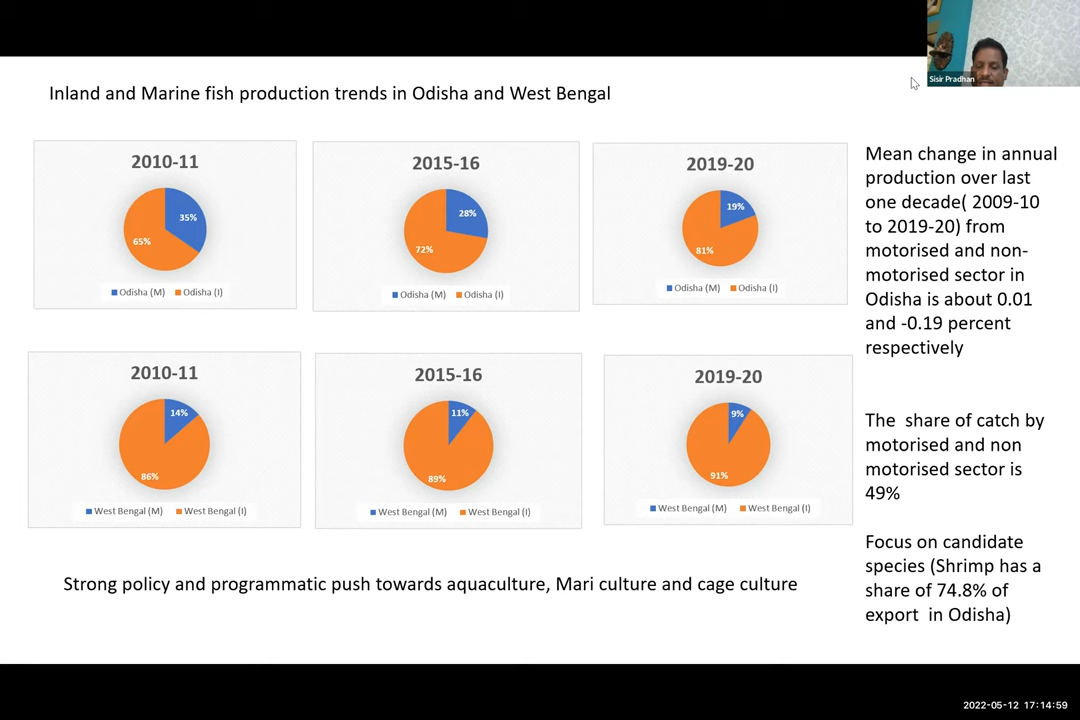 Sisir Pradhan
Inland and Marine fish production trends in Odisha and West Bengal
2010-11
35%
65%
Odisha (M) Odisha (I)
2015-16
28%
72%
Odisha (M) Odisha (I)
2019-20
19%
81%
Odisha (M) Odisha (I)
2010-11
14%
86%
West Bengal (M) West Bengal (I)
2015-16
11%
89%
West Bengal (M) West Bengal (I)
2019-20
9%
91%
West Bengal (M) West Bengal (I)
Mean change in annual
production over last
one decade( 2009-10
to 2019-20) from
motorised and non-
motorised sector in
Odisha is about 0.01
and -0.19 percent
respectively
The share of catch by
motorised and non
motorised sector is
49%
Focus on candidate
species (Shrimp has a
share of 74.8% of
export in Odisha)
Strong policy and programmatic push towards aquaculture, Mari culture and cage culture
2022-05-12 17:14:59